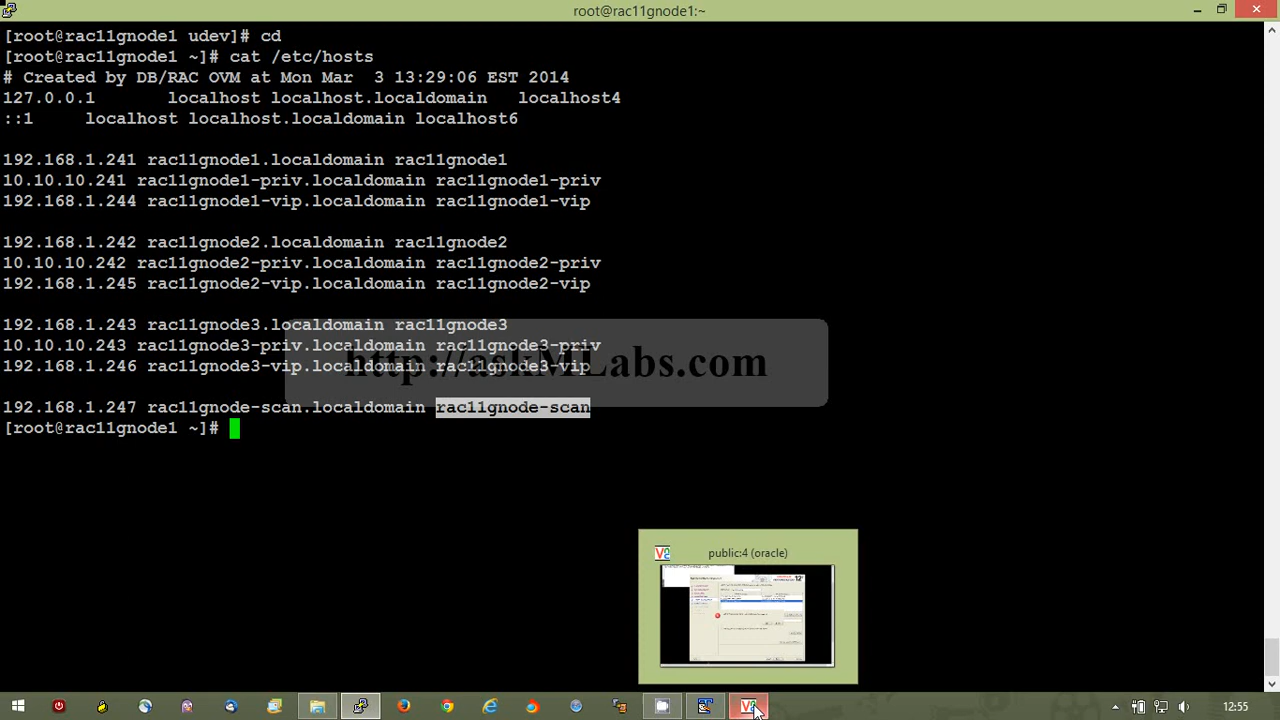 root@rac11gnode1:~
[root@rac11gnode1 udev]# cd
[root@rac11gnode1 ~]# cat /etc/hosts
# Created by DB/RAC OVM at Mon Mar  3 13:29:06 EST 2014
127.0.0.1       localhost localhost.localdomain   localhost4
::1     localhost localhost.localdomain localhost6
192.168.1.241 rac11gnode1.localdomain rac11gnode1
10.10.10.241 rac11gnode1-priv.localdomain rac11gnode1-priv
192.168.1.244 rac11gnode1-vip.localdomain rac11gnode1-vip
192.168.1.242 rac11gnode2.localdomain rac11gnode2
10.10.10.242 rac11gnode2-priv.localdomain rac11gnode2-priv
192.168.1.245 rac11gnode2-vip.localdomain rac11gnode2-vip
192.168.1.243 rac11gnode3.localdomain rac11gnode3
10.10.10.243 rac11gnode3-priv.localdomain rac11gnode3-priv
192.168.1.246 rac11gnode3-vip.localdomain rac11gnode3-vip
http://askMLabs.com
192.168.1.247 rac11gnode-scan.localdomain rac11gnode-scan
[root@rac11gnode1 ~]#
public:4 (oracle)
12:55